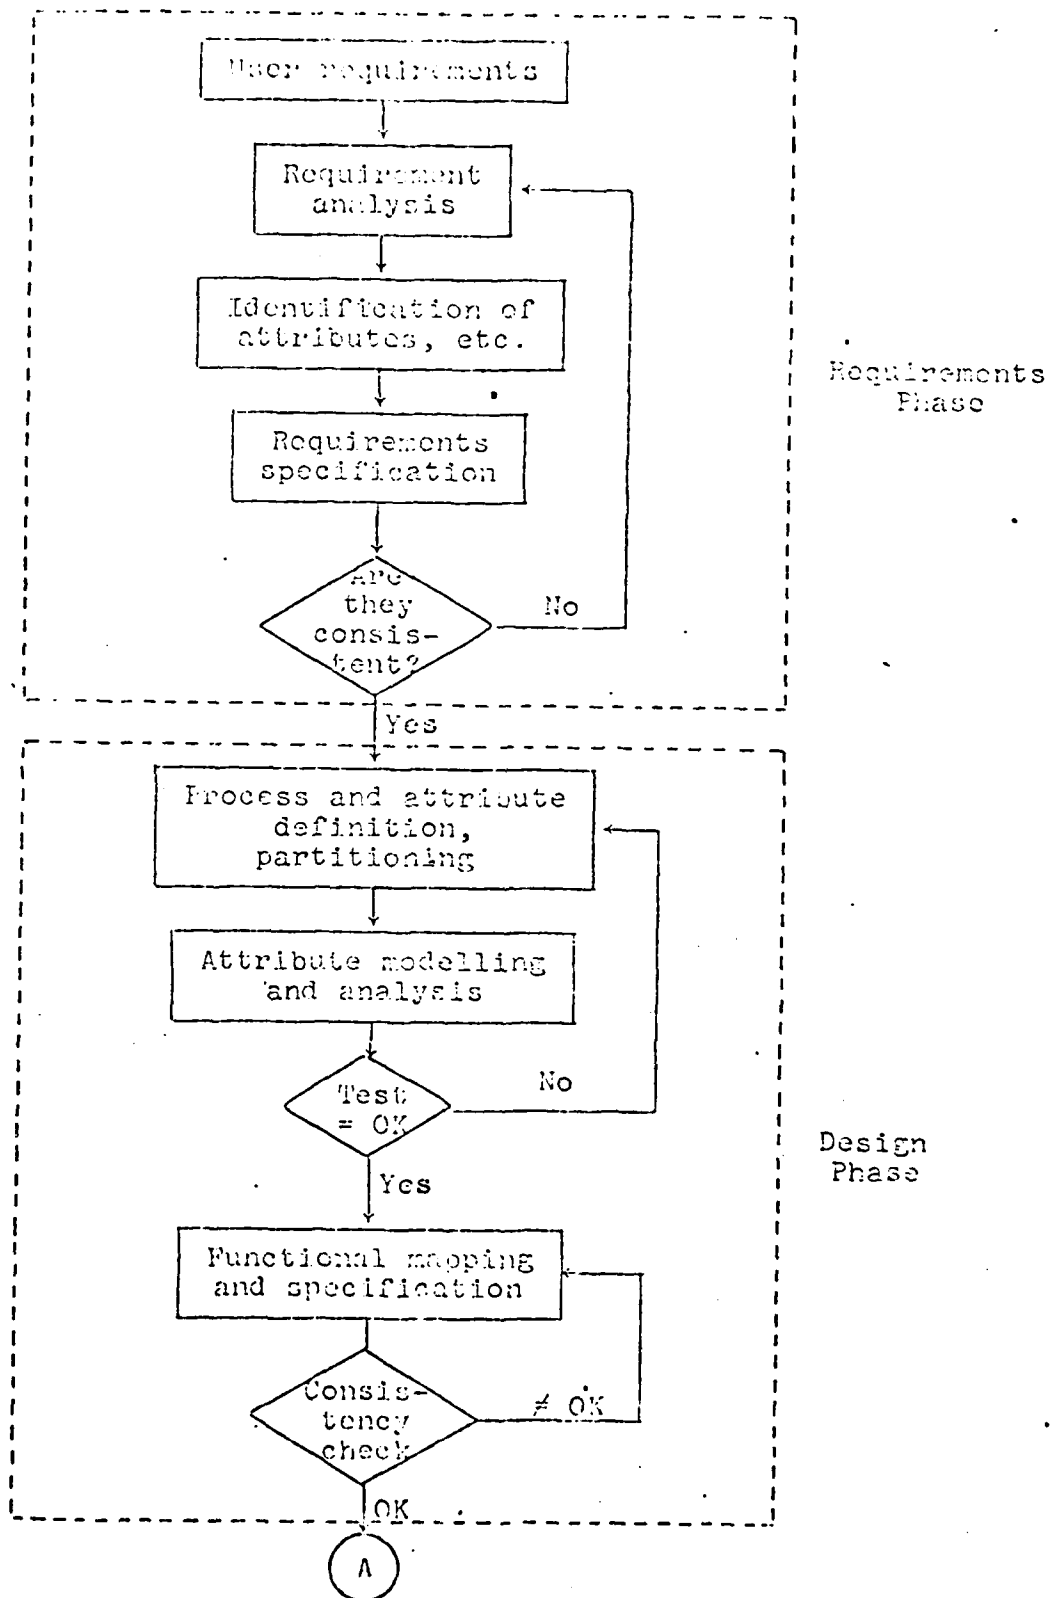 User requirements
Requirement
analysis
Identification of
attributes, etc.
Requirements
specification
Are
they
consis-
tent?
No
Yes
Requirements
Phase
Process and attribute
definition,
partitioning
Attribute modelling
and analysis
Test
= OK
No
Yes
Functional mapping
and specification
Consis-
tency
check
≠ OK
OK
A
Design
Phase